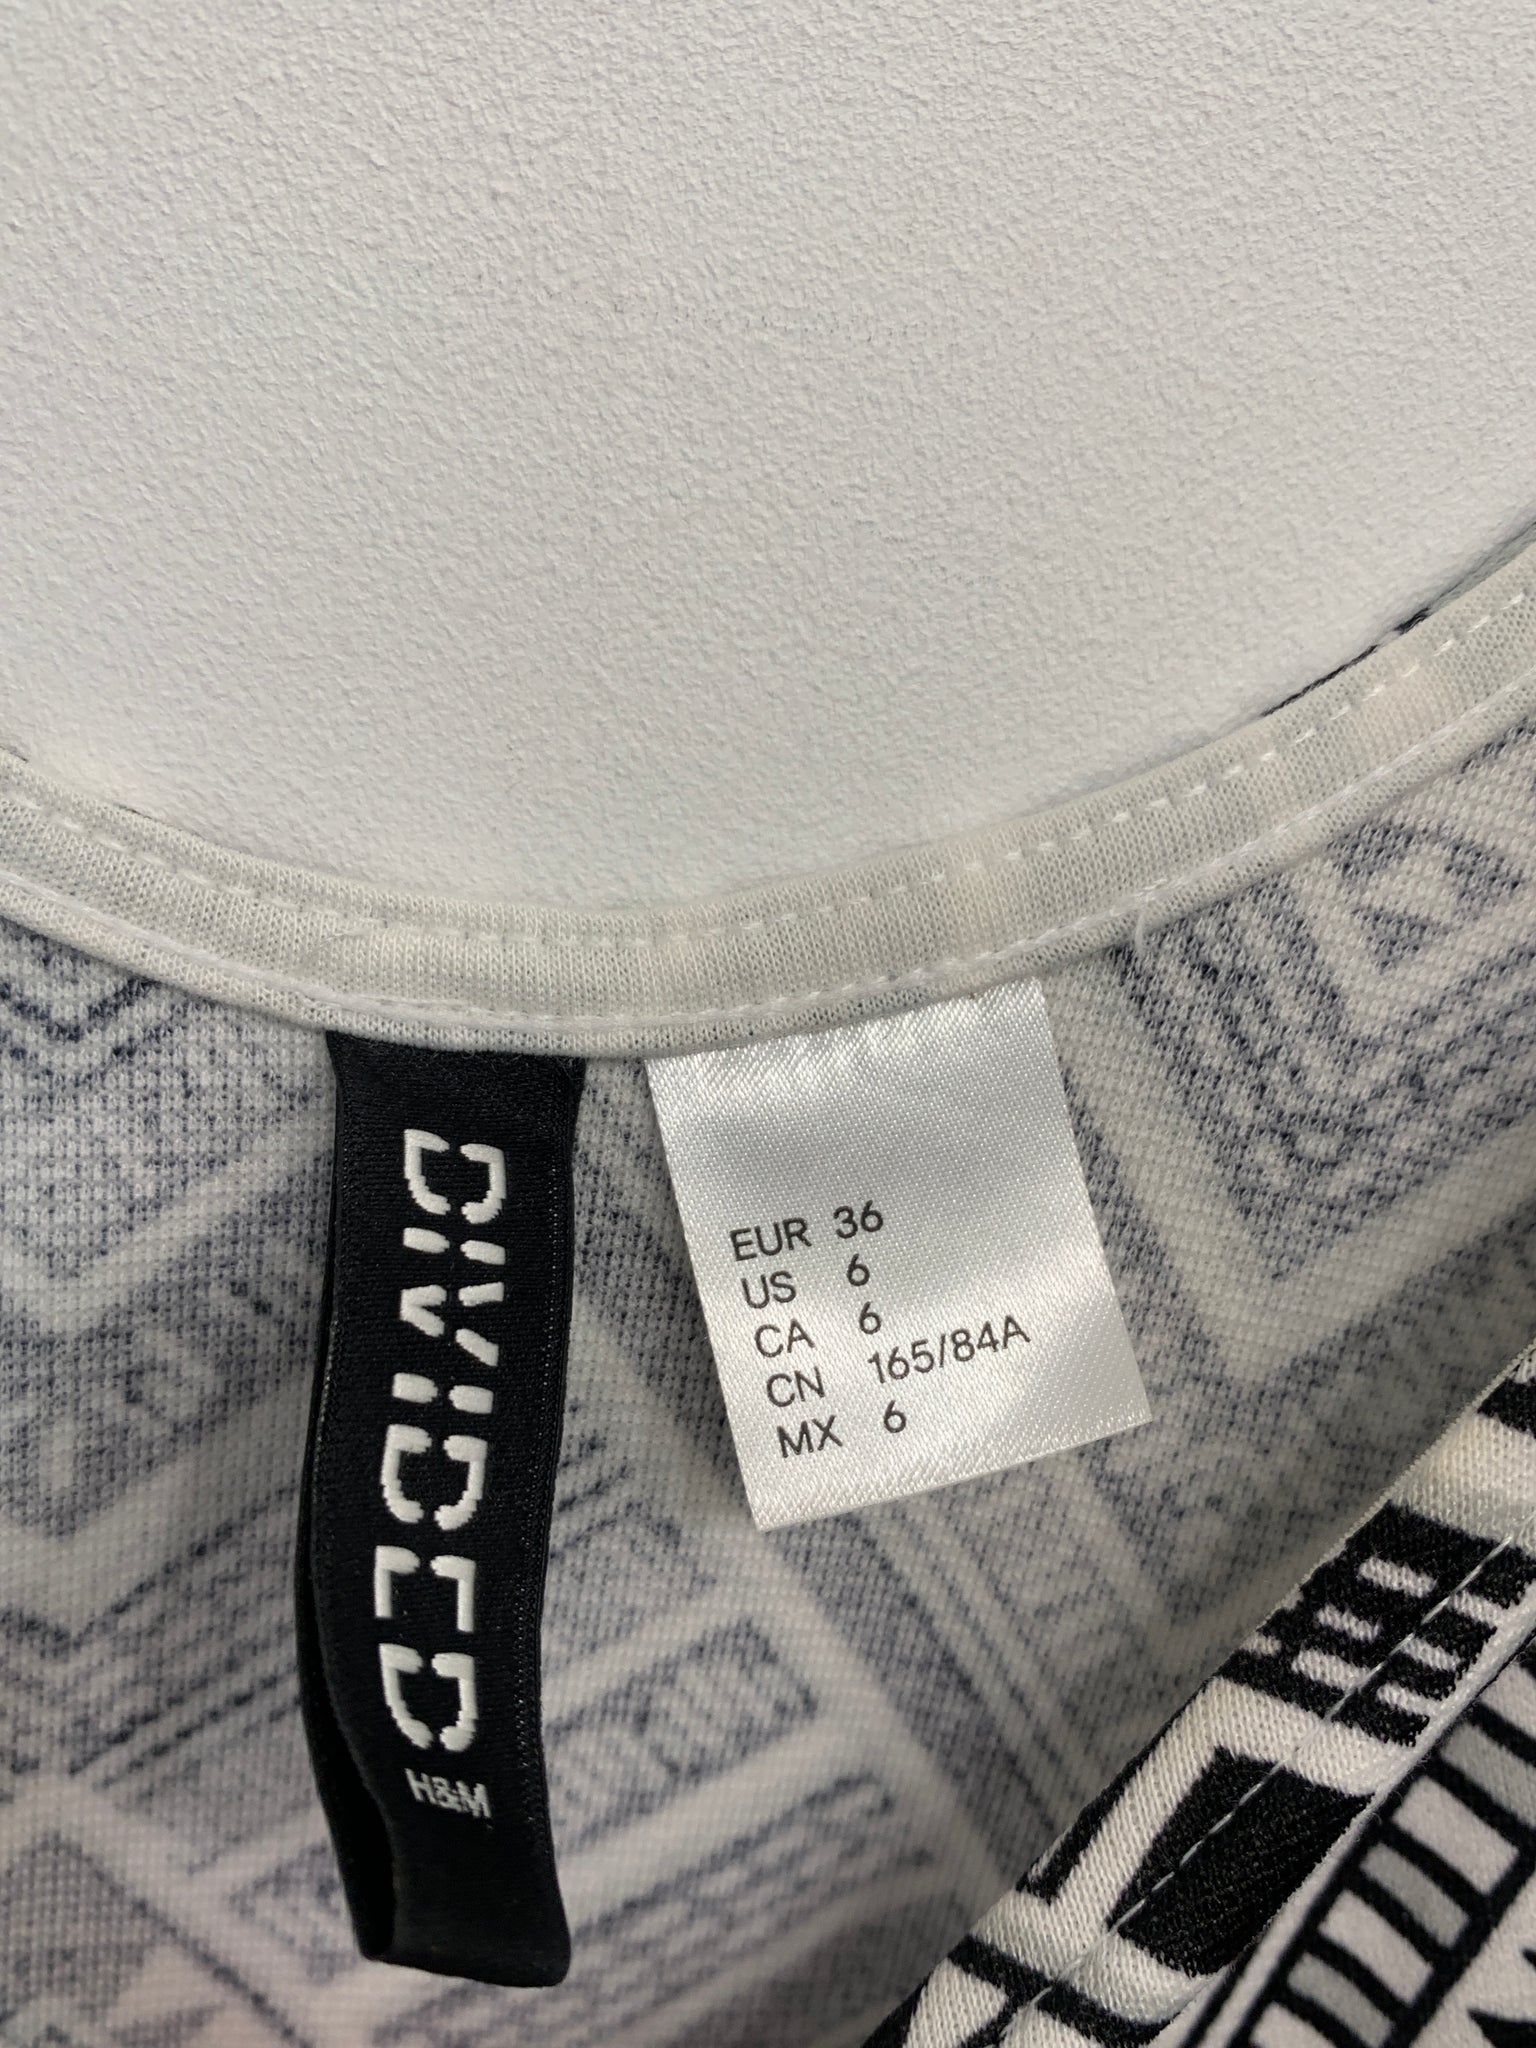 DIVIDED
H&M
EUR 36
US 6
CA 6
CN 165/84A
MX 6